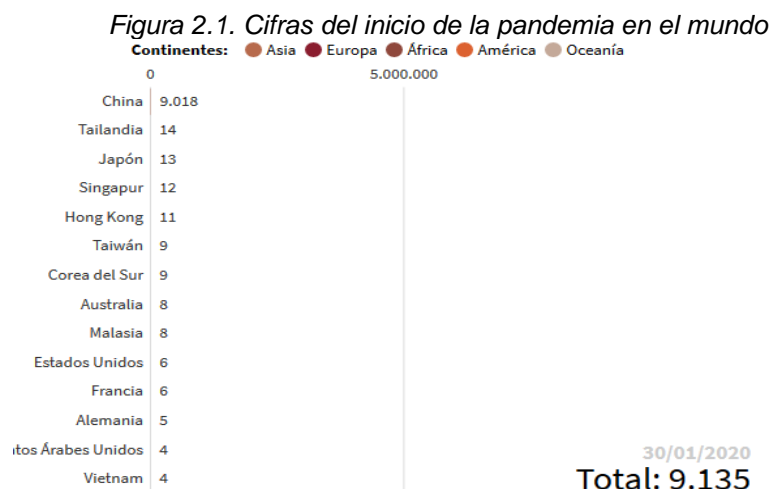 Figura 2.1. Cifras del inicio de la pandemia en el mundo
Continentes: Asia Europa África América Oceanía
0 5.000.000
China 9.018
Tailandia 14
Japón 13
Singapur 12
Hong Kong 11
Taiwán 9
Corea del Sur 9
Australia 8
Malasia 8
Estados Unidos 6
Francia 6
Alemania 5
tos Árabes Unidos 4
30/01/2020
Vietnam 4
Total: 9.135